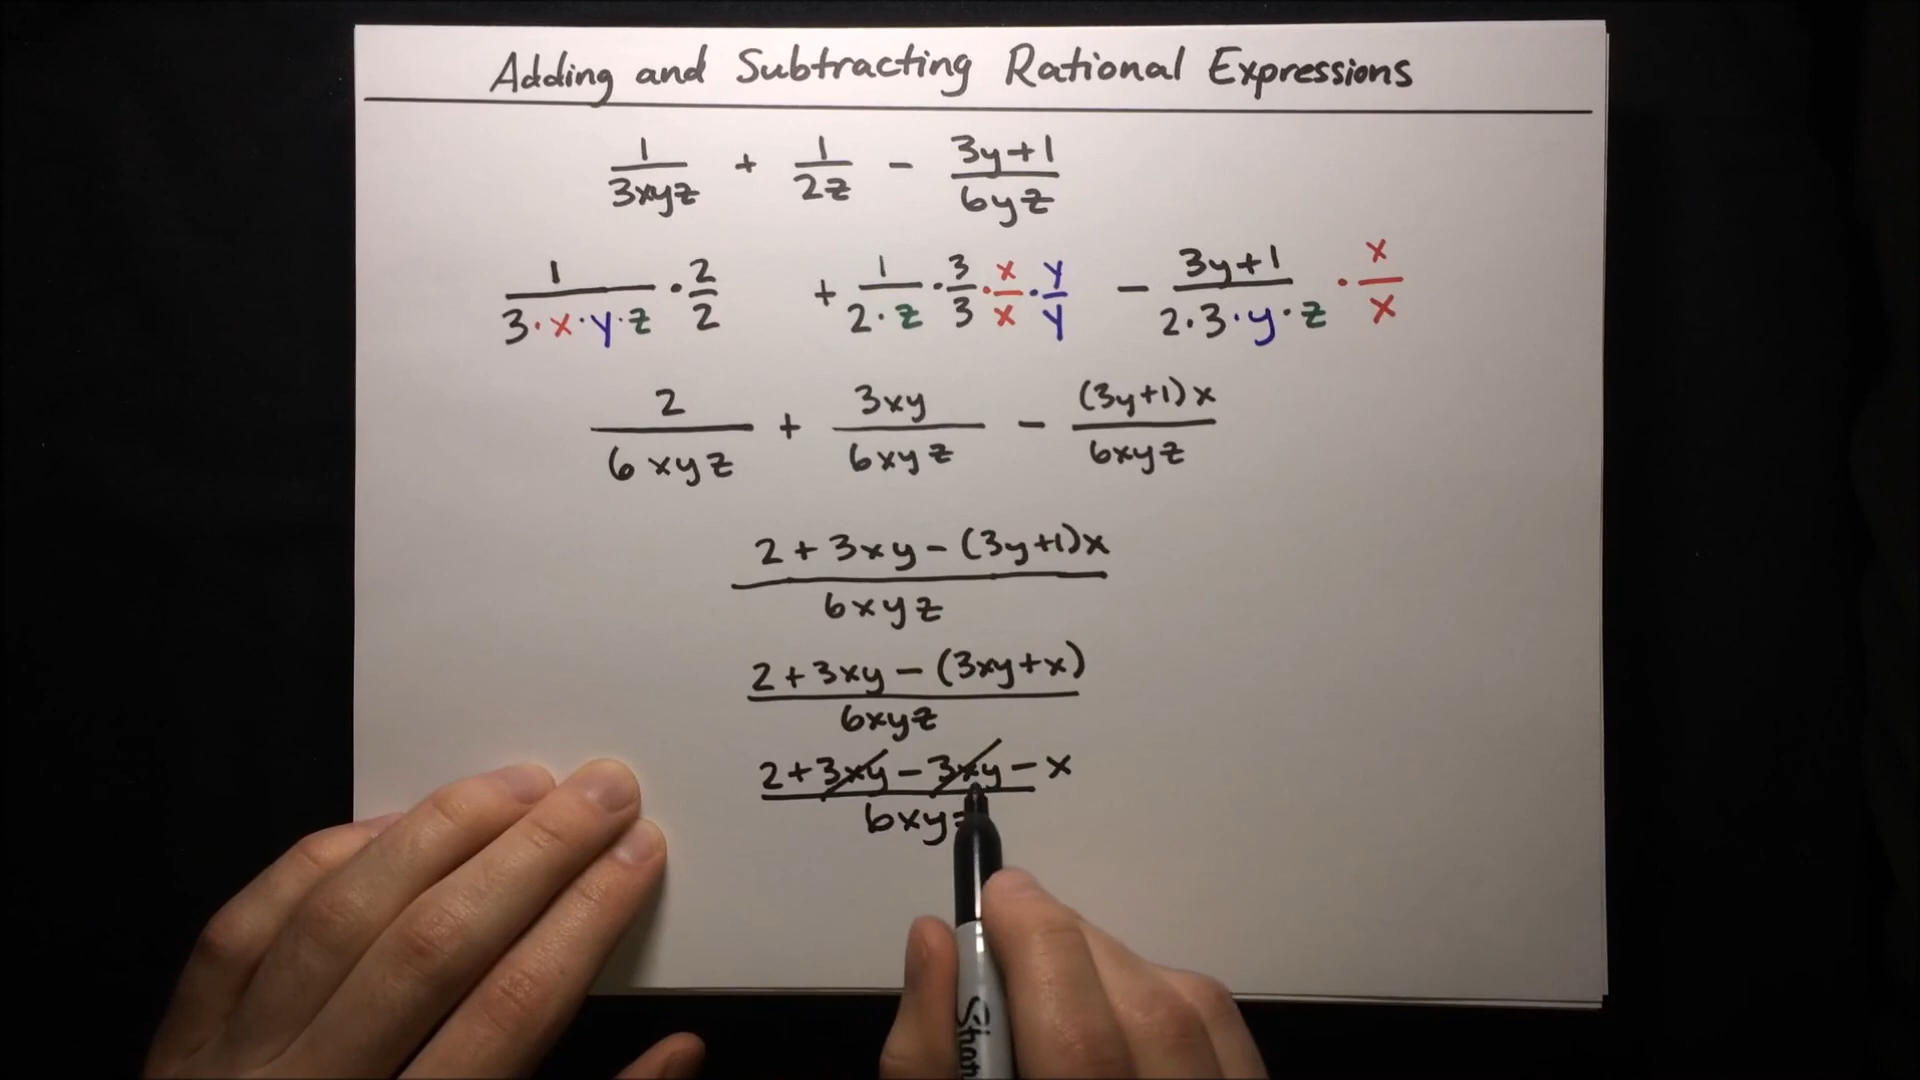 Adding and Subtracting Rational Expressions
1/3xyz + 1/2z - 3y+1/6yz
1/3·x·y·z · 2/2 + 1/2·z · 3/3 · x/x · y/y - 3y+1/2·3·y·z · x/x
2/6xyz + 3xy/6xyz - (3y+1)x/6xyz
2+3xy-(3y+1)x
6xyz
2+3xy-(3xy+x)
6xyz
2+3xy-3xy-x
6xyz